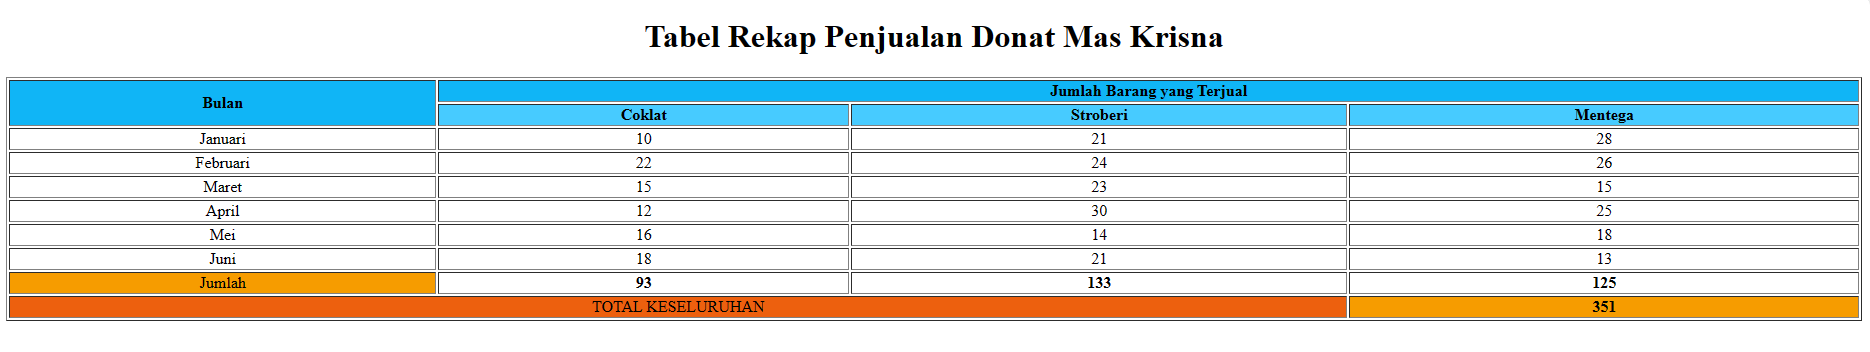 Tabel Rekap Penjualan Donat Mas Krisna
Bulan Jumlah Barang yang Terjual
Coklat Stroberi Mentega
Januari 10 21 28
Februari 22 24 26
Maret 15 23 15
April 12 30 25
Mei 16 14 18
Juni 18 21 13
Jumlah 93 133 125
TOTAL KESELURUHAN 351